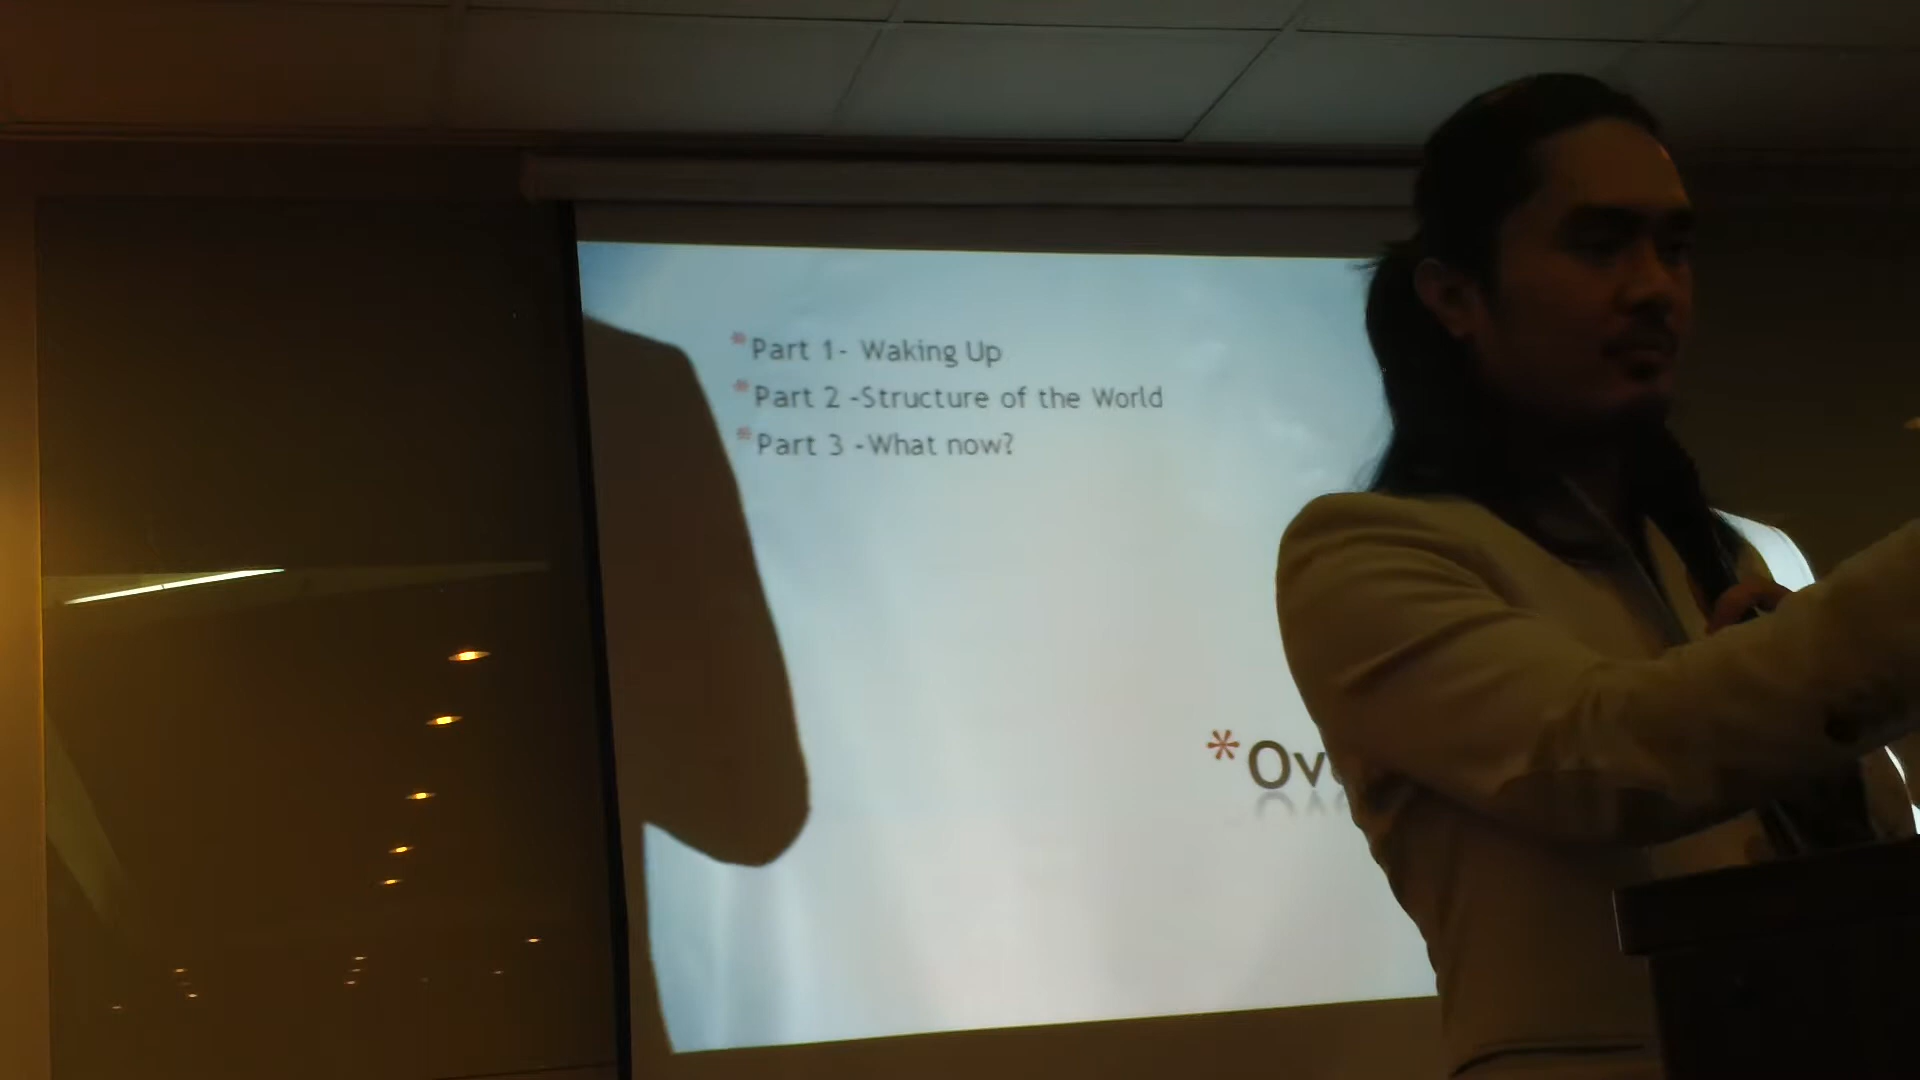 *Part 1- Waking Up
*Part 2 -Structure of the World
*Part 3 -What now?